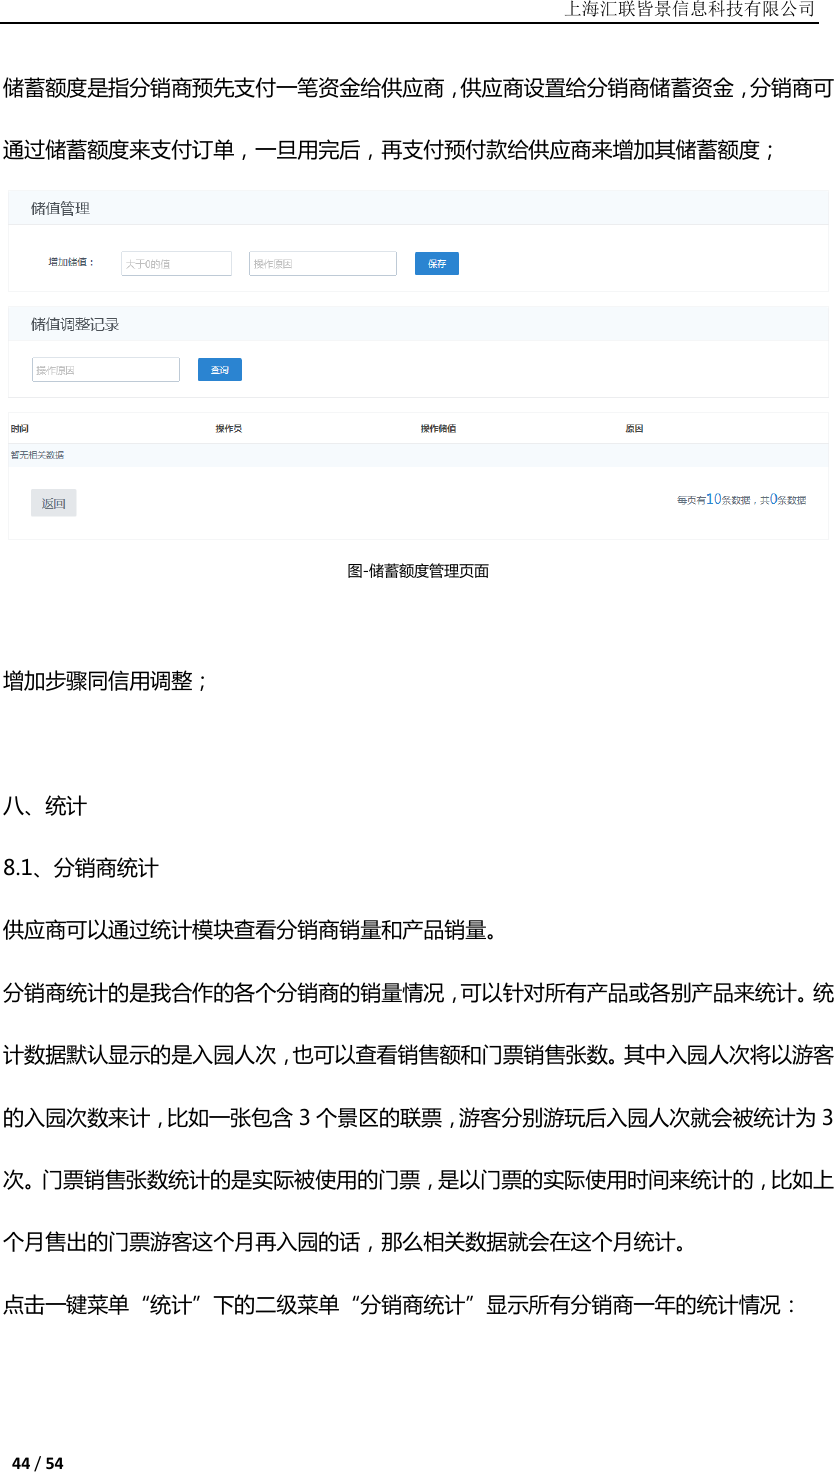 上海汇联皆景信息科技有限公司
储蓄额度是指分销商预先支付一笔资金给供应商，供应商设置给分销商储蓄资金，分销商可
通过储蓄额度来支付订单，一旦用完后，再支付预付款给供应商来增加其储蓄额度；
储值管理
增加储值： 大于0的值 操作原因 保存
储值调整记录
操作原因 查询
时间 操作员 操作储值 原因
暂无相关数据
返回 每页有10条数据，共0条数据
图-储蓄额度管理页面
增加步骤同信用调整；
八、统计
8.1、分销商统计
供应商可以通过统计模块查看分销商销量和产品销量。
分销商统计的是我合作的各个分销商的销量情况，可以针对所有产品或各别产品来统计。统
计数据默认显示的是入园人次，也可以查看销售额和门票销售张数。其中入园人次将以游客
的入园次数来计，比如一张包含 3 个景区的联票，游客分别游玩后入园人次就会被统计为 3
次。门票销售张数统计的是实际被使用的门票，是以门票的实际使用时间来统计的，比如上
个月售出的门票游客这个月再入园的话，那么相关数据就会在这个月统计。
点击一键菜单“统计”下的二级菜单“分销商统计”显示所有分销商一年的统计情况：
44 / 54